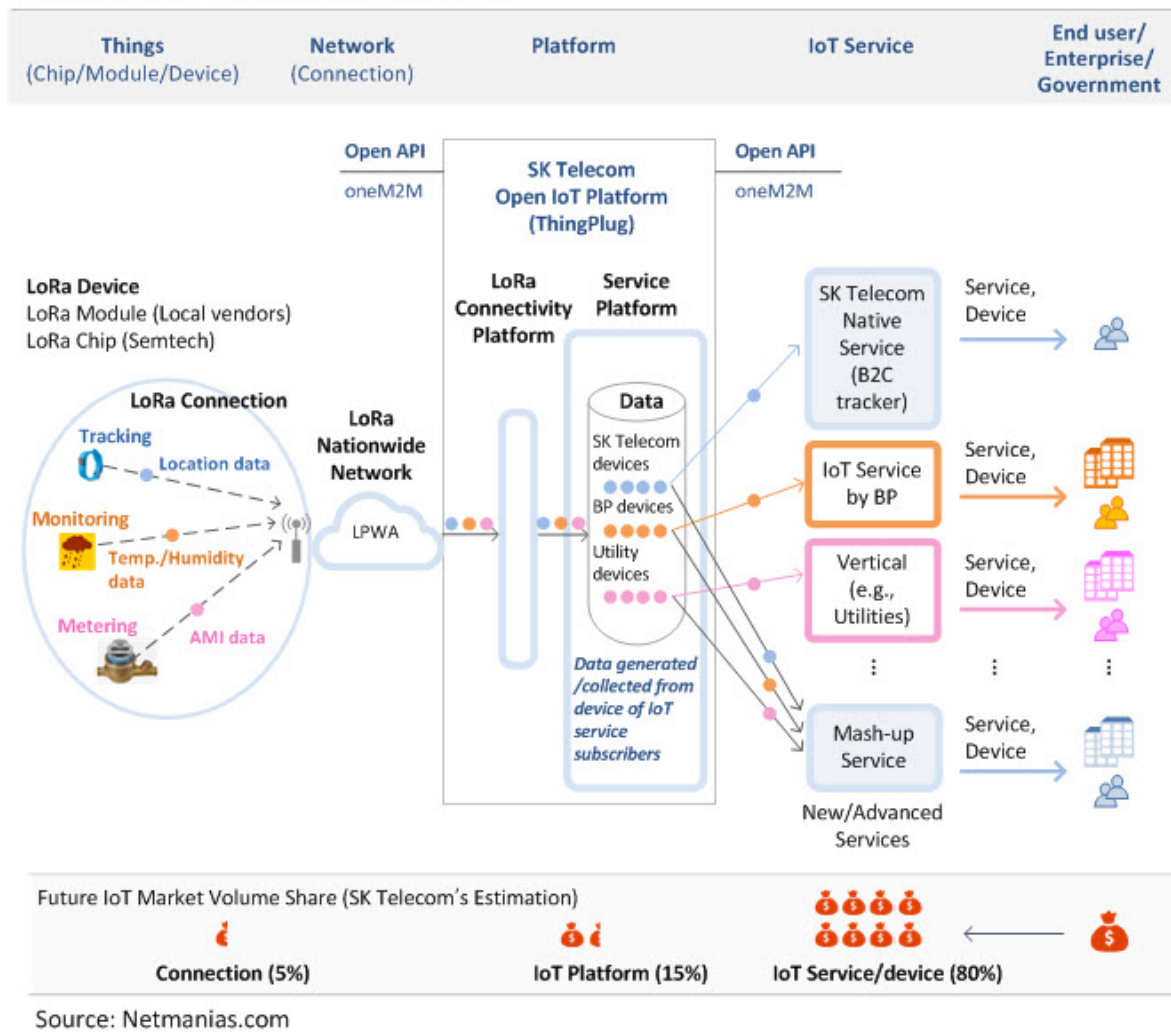 Things
(Chip/Module/Device)
Network
(Connection)
Platform
IoT Service
End user/
Enterprise/
Government
Open API
oneM2M
SK Telecom
Open IoT Platform
(ThingPlug)
Open API
oneM2M
LoRa Device
LoRa Module (Local vendors)
LoRa Chip (Semtech)
LoRa Connection
Tracking
Location data
Monitoring
Temp./Humidity
data
Metering
AMI data
LoRa
Nationwide
Network
LPWA
LoRa
Connectivity
Platform
Service
Platform
Data
SK Telecom
devices
BP devices
Utility
devices
Data generated
/collected from
device of IoT
service
subscribers
SK Telecom
Native
Service
(B2C
tracker)
Service,
Device
IoT Service
by BP
Service,
Device
Vertical
(e.g.,
Utilities)
Service,
Device
Mash-up
Service
Service,
Device
New/Advanced
Services
Future IoT Market Volume Share (SK Telecom's Estimation)
Connection (5%)
IoT Platform (15%)
IoT Service/device (80%)
Source: Netmanias.com